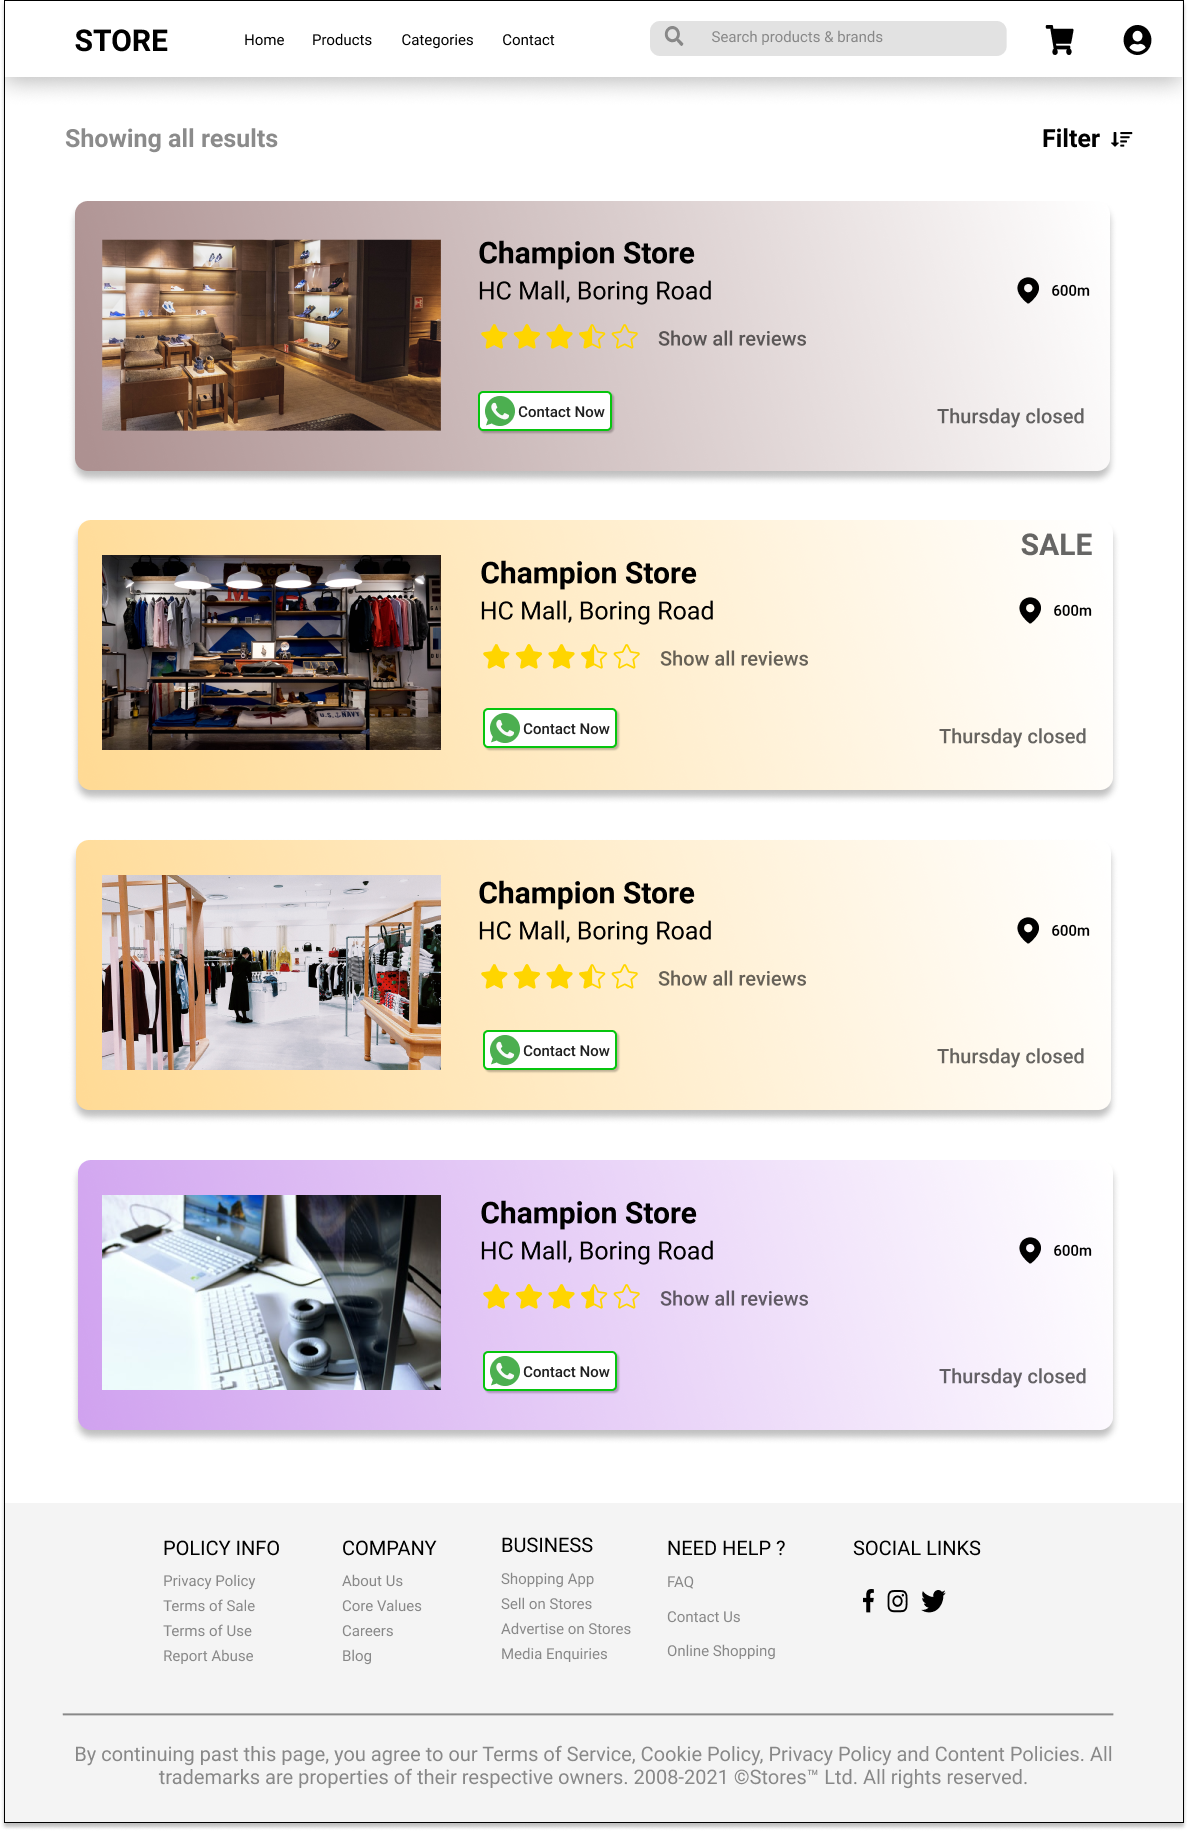 STORE
Home Products Categories Contact
Search products & brands
Showing all results
Filter
Champion Store
HC Mall, Boring Road
600m
Show all reviews
Contact Now
Thursday closed
SALE
Champion Store
HC Mall, Boring Road
600m
Show all reviews
U.S. NAVY
Contact Now
Thursday closed
Champion Store
HC Mall, Boring Road
600m
Show all reviews
Contact Now
Thursday closed
Champion Store
HC Mall, Boring Road
600m
Show all reviews
Contact Now
Thursday closed
POLICY INFO
Privacy Policy
Terms of Sale
Terms of Use
Report Abuse
COMPANY
About Us
Core Values
Careers
Blog
BUSINESS
Shopping App
Sell on Stores
Advertise on Stores
Media Enquiries
NEED HELP ?
FAQ
Contact Us
Online Shopping
SOCIAL LINKS
By continuing past this page, you agree to our Terms of Service, Cookie Policy, Privacy Policy and Content Policies. All
trademarks are properties of their respective owners. 2008-2021 ©Stores™ Ltd. All rights reserved.